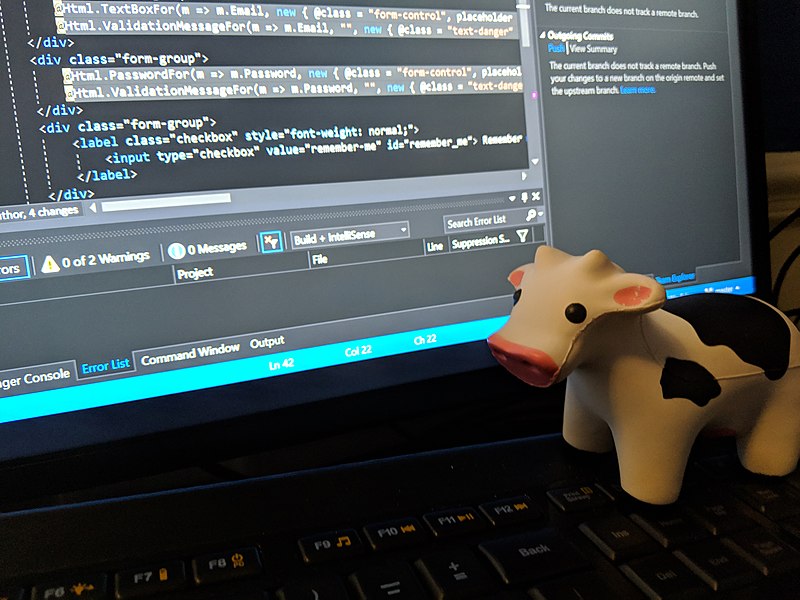 @Html.TextBoxFor(m => m.Email, new { @class = "form-control", placeholder
@Html.ValidationMessageFor(m => m.Email, "", new { @class = "text-danger"
</div>
<div class="form-group">
@Html.PasswordFor(m => m.Password, new { @class = "form-control", placehol
@Html.ValidationMessageFor(m => m.Password, "", new { @class = "text-dange
</div>
<div class="form-group">
<label class="checkbox" style="font-weight: normal;">
<input type="checkbox" value="remember-me" id="remember_me"> Remember
</label>
</div>
thor, 4 changes
The current branch does not track a remote branch.
Outgoing Commits
Push | View Summary
The current branch does not track a remote branch. Push
your changes to a new branch on the origin remote and set
the upstream branch. Learn more.
rors
0 of 2 Warnings
0 Messages
Build + IntelliSense
Search Error List
Project
File
Line
Suppression S...
Team Explorer
master
ger Console
Error List
Command Window
Output
Ln 42
Col 22
Ch 22
F6
F7
F8
F9
F10
F11
F12
Back
Ins
Del